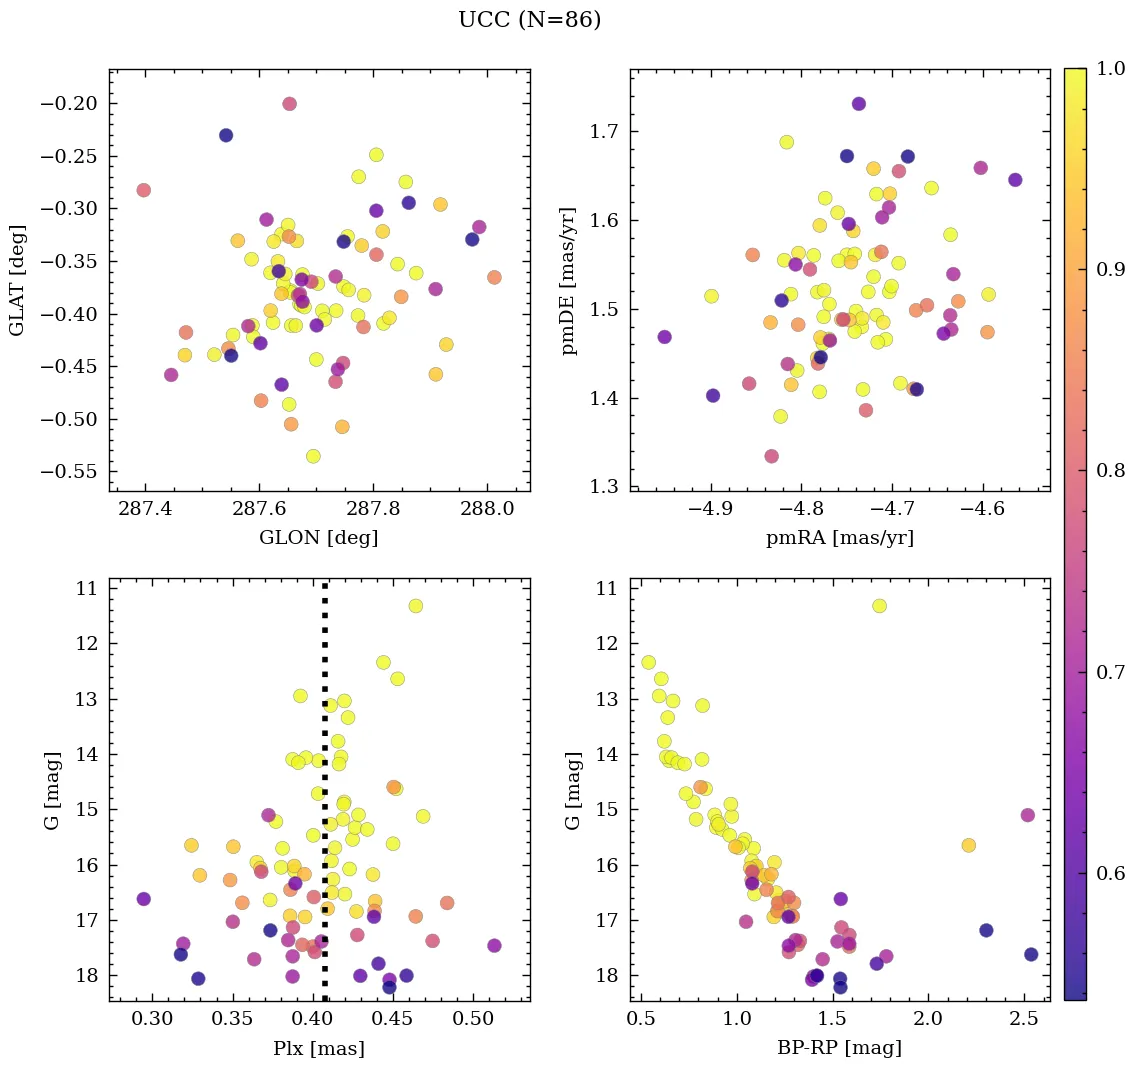 UCC (N=86)
−0.20
−0.25
−0.30
−0.35
−0.40
−0.45
−0.50
−0.55
GLAT [deg]
287.4 287.6 287.8 288.0
GLON [deg]
1.7
1.6
1.5
1.4
1.3
pmDE [mas/yr]
−4.9 −4.8 −4.7 −4.6
pmRA [mas/yr]
11
12
13
14
15
16
17
18
G [mag]
0.30 0.35 0.40 0.45 0.50
Plx [mas]
11
12
13
14
15
16
17
18
G [mag]
0.5 1.0 1.5 2.0 2.5
BP-RP [mag]
1.0
0.9
0.8
0.7
0.6